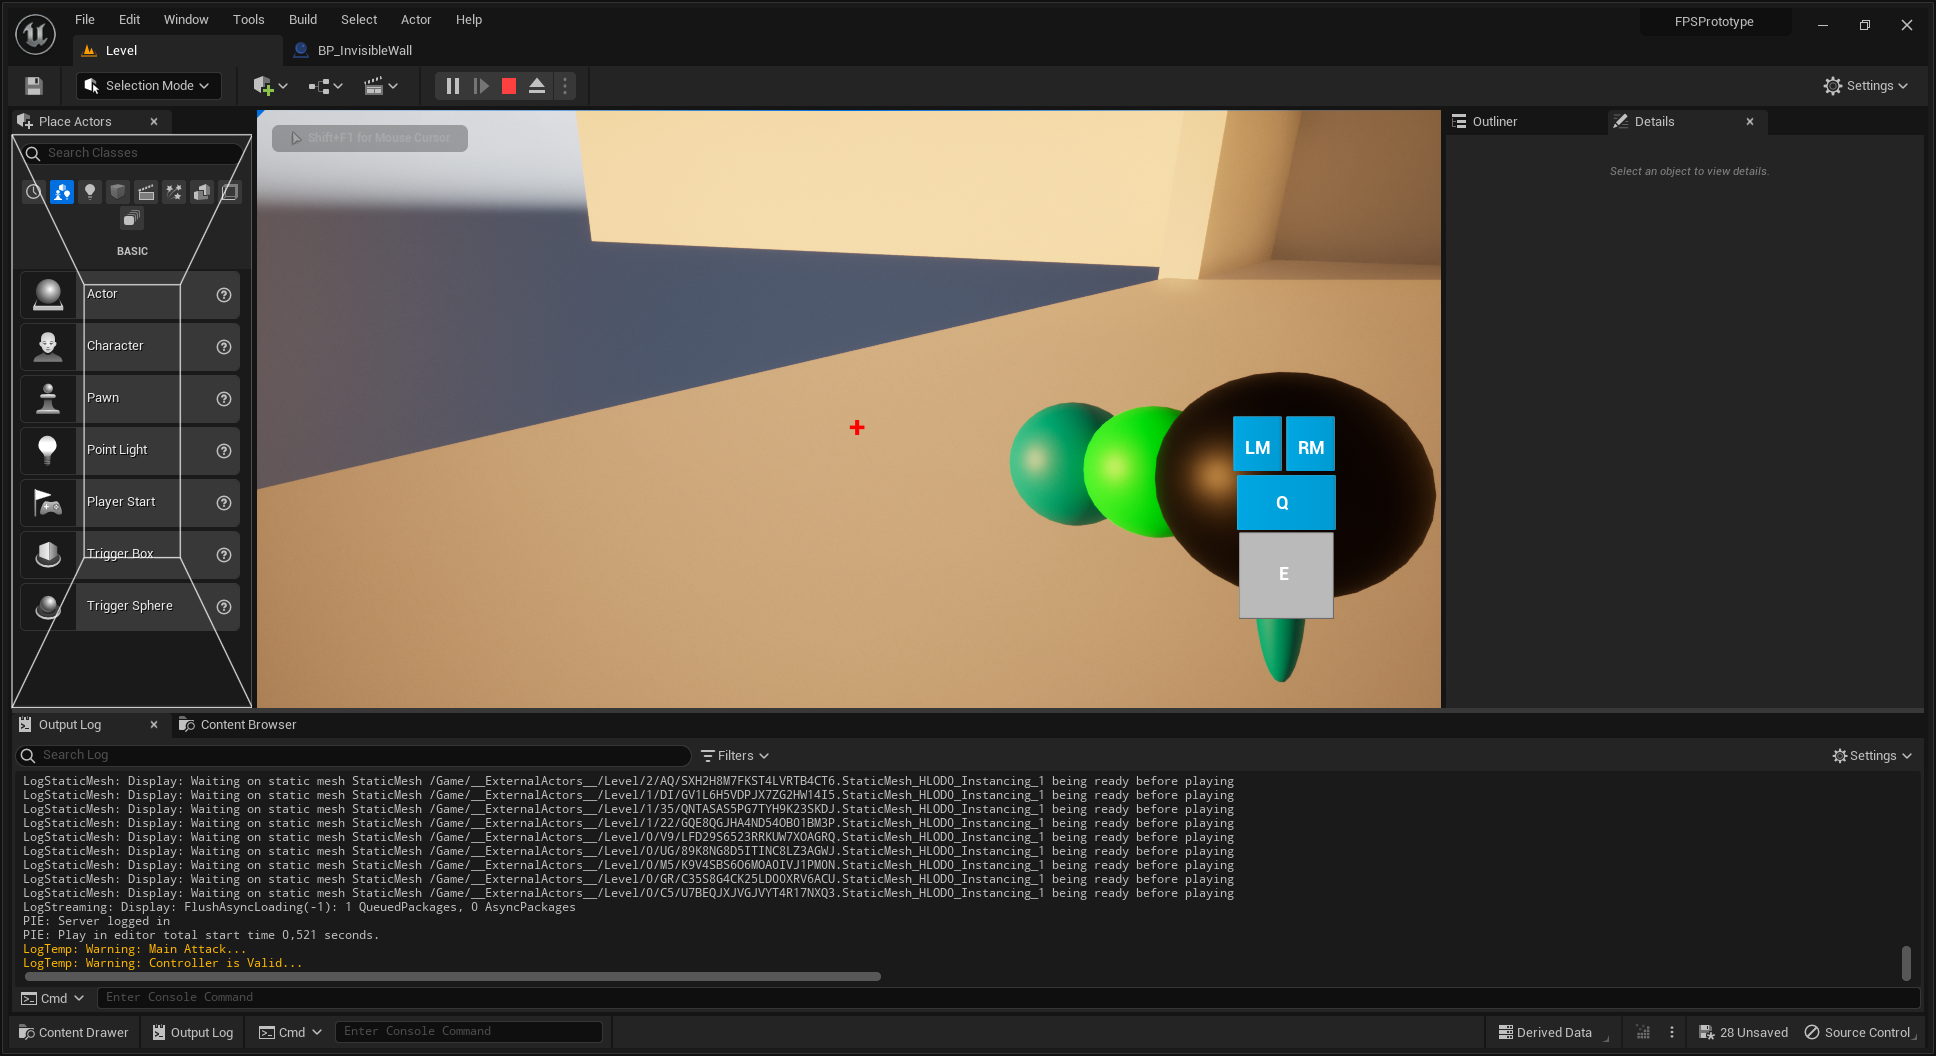 File Edit Window Tools Build Select Actor Help
FPSPrototype
Level
BP_InvisibleWall
Selection Mode
Settings
Place Actors
Shift+F1 for Mouse Cursor
Outliner
Details
Search Classes
Select an object to view details.
BASIC
Actor
Character
Pawn
Point Light
Player Start
Trigger Box
Trigger Sphere
LM RM
Q
E
Output Log
Content Browser
Search Log
Filters
Settings
LogStaticMesh: Display: Waiting on static mesh StaticMesh /Game/__ExternalActors__/Level/2/AQ/SXH2H8M7FKST4LVRTB4CT6.StaticMesh_HLOD0_Instancing_1 being ready before playing
LogStaticMesh: Display: Waiting on static mesh StaticMesh /Game/__ExternalActors__/Level/1/DI/GV1L6H5VDPJX7ZG2HW14I5.StaticMesh_HLOD0_Instancing_1 being ready before playing
LogStaticMesh: Display: Waiting on static mesh StaticMesh /Game/__ExternalActors__/Level/1/35/QNTASAS5PG7TYH9K23SKDJ.StaticMesh_HLOD0_Instancing_1 being ready before playing
LogStaticMesh: Display: Waiting on static mesh StaticMesh /Game/__ExternalActors__/Level/1/22/GQE8QGJHA4ND54OBO1BM3P.StaticMesh_HLOD0_Instancing_1 being ready before playing
LogStaticMesh: Display: Waiting on static mesh StaticMesh /Game/__ExternalActors__/Level/0/V9/LFD29S6523RRKUW7XOAGRQ.StaticMesh_HLOD0_Instancing_1 being ready before playing
LogStaticMesh: Display: Waiting on static mesh StaticMesh /Game/__ExternalActors__/Level/0/UG/89K8NG8D5ITINC8LZ3AGWJ.StaticMesh_HLOD0_Instancing_1 being ready before playing
LogStaticMesh: Display: Waiting on static mesh StaticMesh /Game/__ExternalActors__/Level/0/M5/K9V4SBS6O6MOAOIVJ1PMON.StaticMesh_HLOD0_Instancing_1 being ready before playing
LogStaticMesh: Display: Waiting on static mesh StaticMesh /Game/__ExternalActors__/Level/0/GR/C35S8G4CK25LDOOXRV6ACU.StaticMesh_HLOD0_Instancing_1 being ready before playing
LogStaticMesh: Display: Waiting on static mesh StaticMesh /Game/__ExternalActors__/Level/0/C5/U7BEQJXJVGJVYT4R17NXQ3.StaticMesh_HLOD0_Instancing_1 being ready before playing
LogStreaming: Display: FlushAsyncLoading(-1): 1 QueuedPackages, 0 AsyncPackages
PIE: Server logged in
PIE: Play in editor total start time 0,521 seconds.
LogTemp: Warning: Main Attack...
LogTemp: Warning: Controller is Valid...
Cmd
Enter Console Command
Content Drawer
Output Log
Cmd
Enter Console Command
Derived Data
28 Unsaved
Source Control